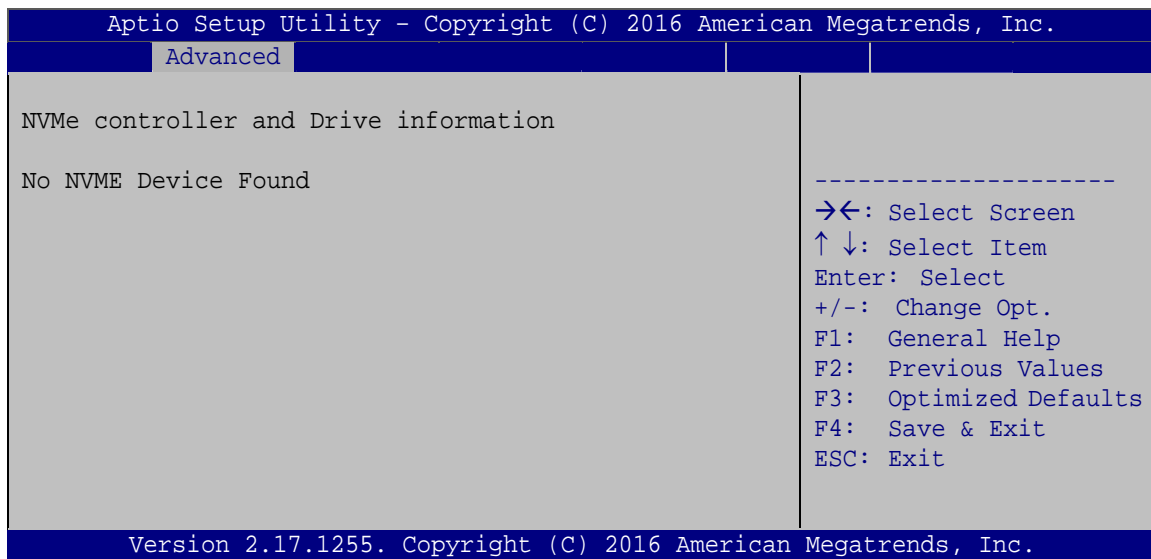 Aptio Setup Utility – Copyright (C) 2016 American Megatrends, Inc.
Advanced
NVMe controller and Drive information
No NVME Device Found
---------------------
→←: Select Screen
↑ ↓: Select Item
Enter: Select
+/-: Change Opt.
F1: General Help
F2: Previous Values
F3: Optimized Defaults
F4: Save & Exit
ESC: Exit
Version 2.17.1255. Copyright (C) 2016 American Megatrends, Inc.